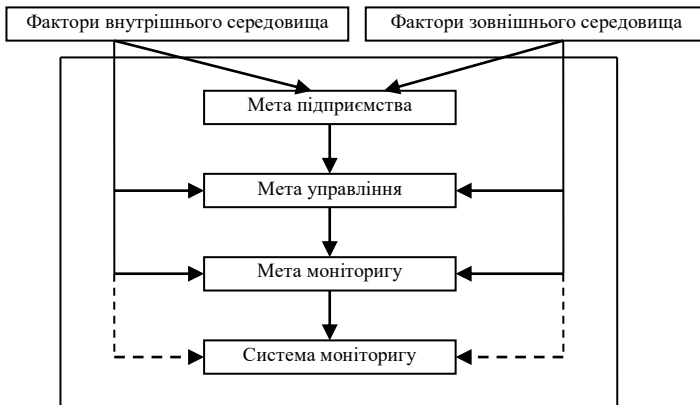 Фактори внутрішнього середовища
Фактори зовнішнього середовища
Мета підприємства
Мета управління
Мета моніторигу
Система моніторигу